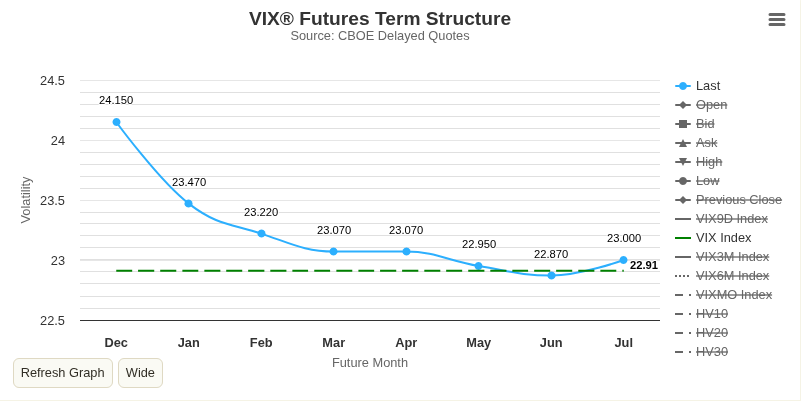 VIX® Futures Term Structure
Source: CBOE Delayed Quotes
24.5
24
23.5
23
22.5
Volatility
24.150
23.470
23.220
23.070
23.070
22.950
22.870
23.000
22.91
Dec
Jan
Feb
Mar
Apr
May
Jun
Jul
Future Month
Last
Open
Bid
Ask
High
Low
Previous Close
VIX9D Index
VIX Index
VIX3M Index
VIX6M Index
VIXMO Index
HV10
HV20
HV30
Refresh Graph
Wide